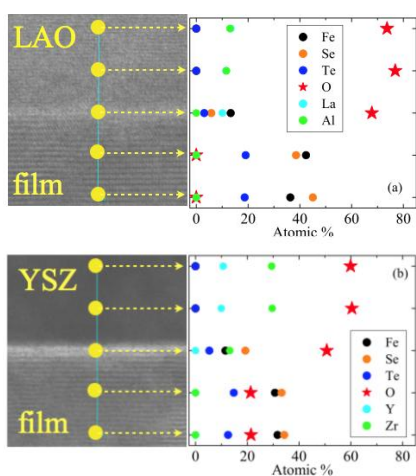 LAO
film
Fe
Se
Te
O
La
Al
(a)
0 20 40 60 80
Atomic %
YSZ
film
(b)
Fe
Se
Te
O
Y
Zr
0 20 40 60 80
Atomic %